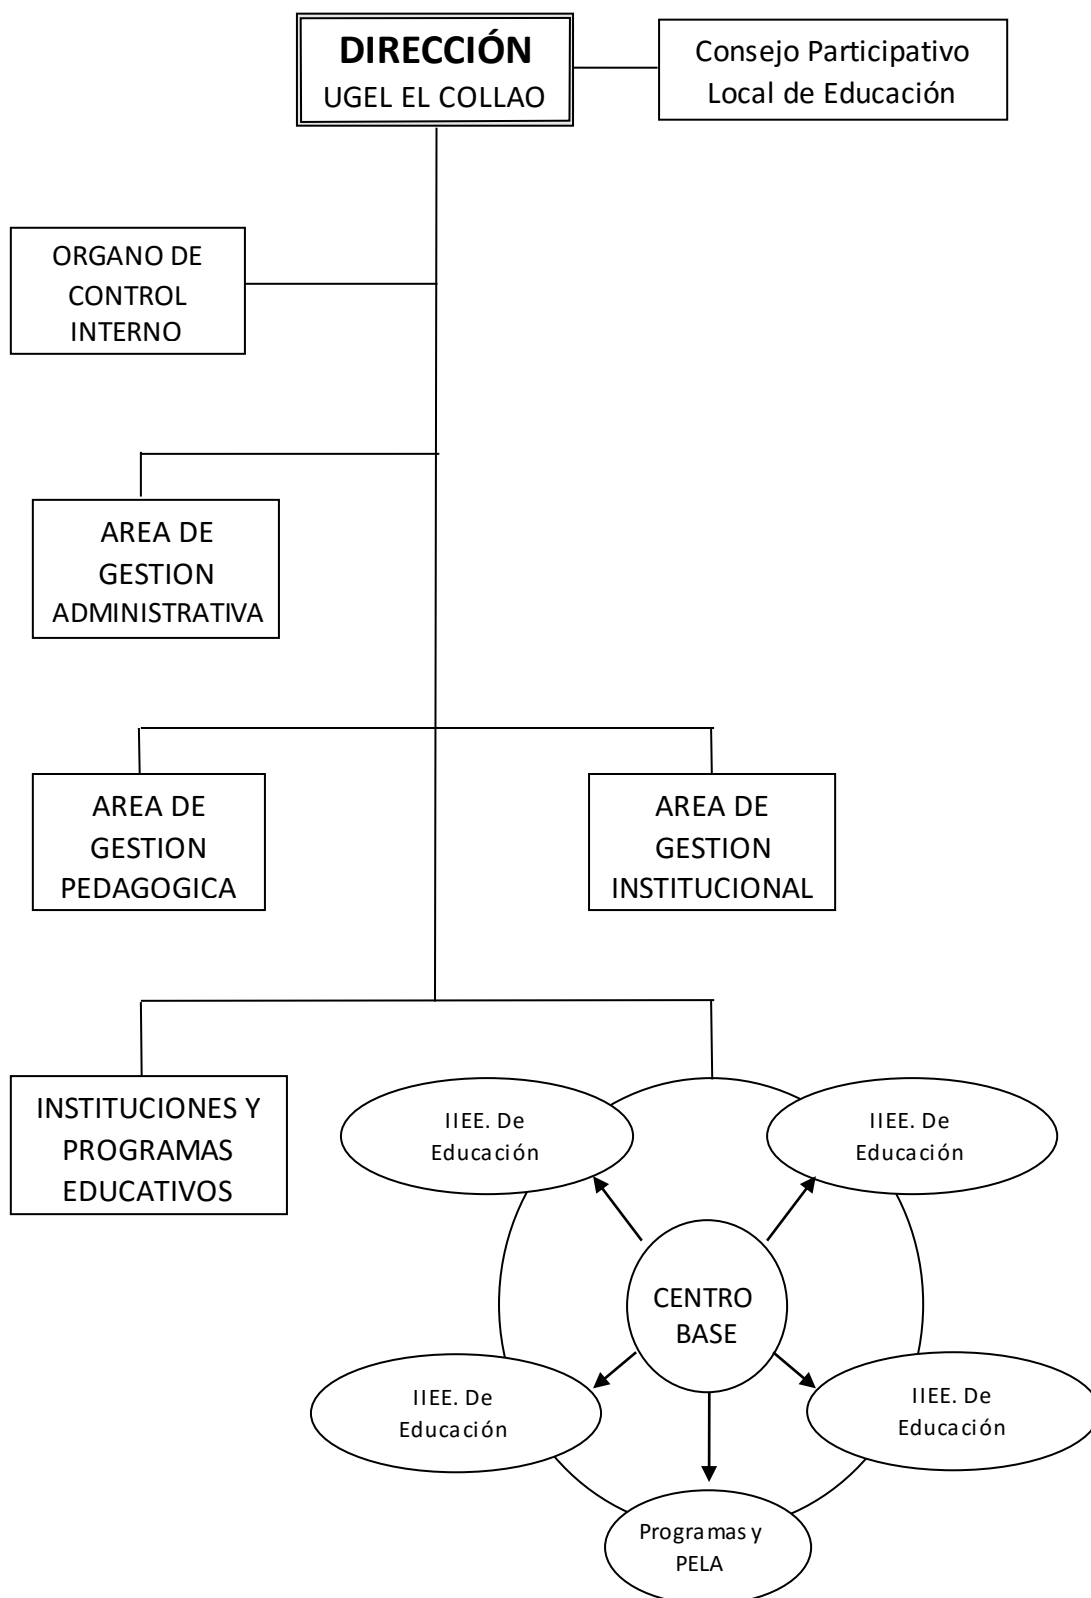 DIRECCIÓN
UGEL EL COLLAO
Consejo Participativo
Local de Educación
ORGANO DE
CONTROL
INTERNO
AREA DE
GESTION
ADMINISTRATIVA
AREA DE
GESTION
PEDAGOGICA
AREA DE
GESTION
INSTITUCIONAL
INSTITUCIONES Y
PROGRAMAS
EDUCATIVOS
IIEE. De
Educación
IIEE. De
Educación
CENTRO
BASE
IIEE. De
Educación
IIEE. De
Educación
Programas y
PELA